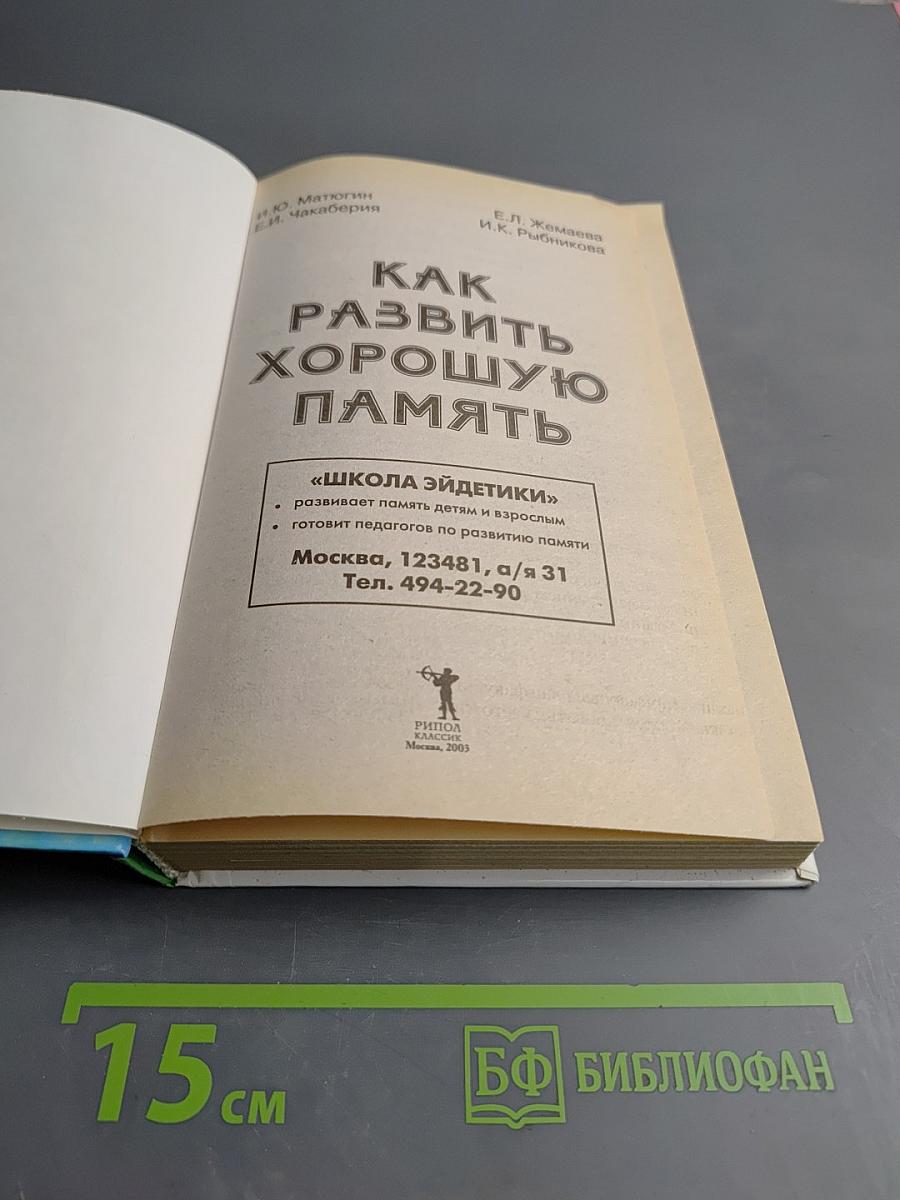 И.Ю. Матюгин
Е.И. Чакаберия
Е.Л. Жемаева
И.К. Рыбникова
КАК
РАЗВИТЬ
ХОРОШУЮ
ПАМЯТЬ
«ШКОЛА ЭЙДЕТИКИ»
• развивает память детям и взрослым
• готовит педагогов по развитию памяти
Москва, 123481, а/я 31
Тел. 494-22-90
РИПОЛ
КЛАССИК
Москва, 2003
15 см
БФ БИБЛИОФАН